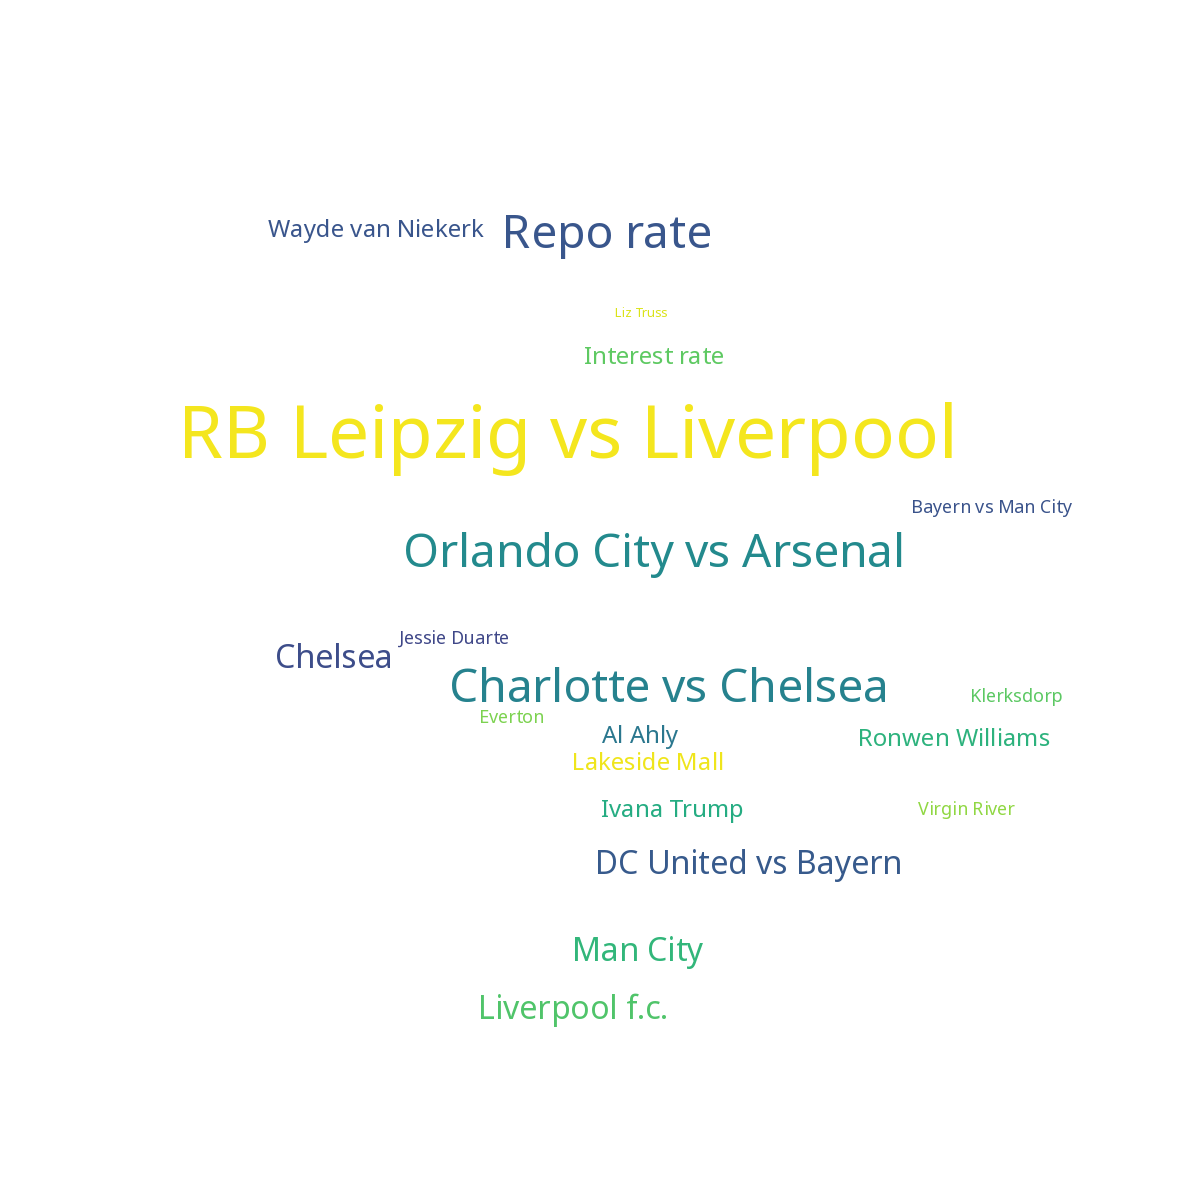 Wayde van Niekerk
Repo rate
Liz Truss
Interest rate
RB Leipzig vs Liverpool
Bayern vs Man City
Orlando City vs Arsenal
Jessie Duarte
Chelsea
Charlotte vs Chelsea
Klerksdorp
Everton
Al Ahly
Ronwen Williams
Lakeside Mall
Ivana Trump
Virgin River
DC United vs Bayern
Man City
Liverpool f.c.